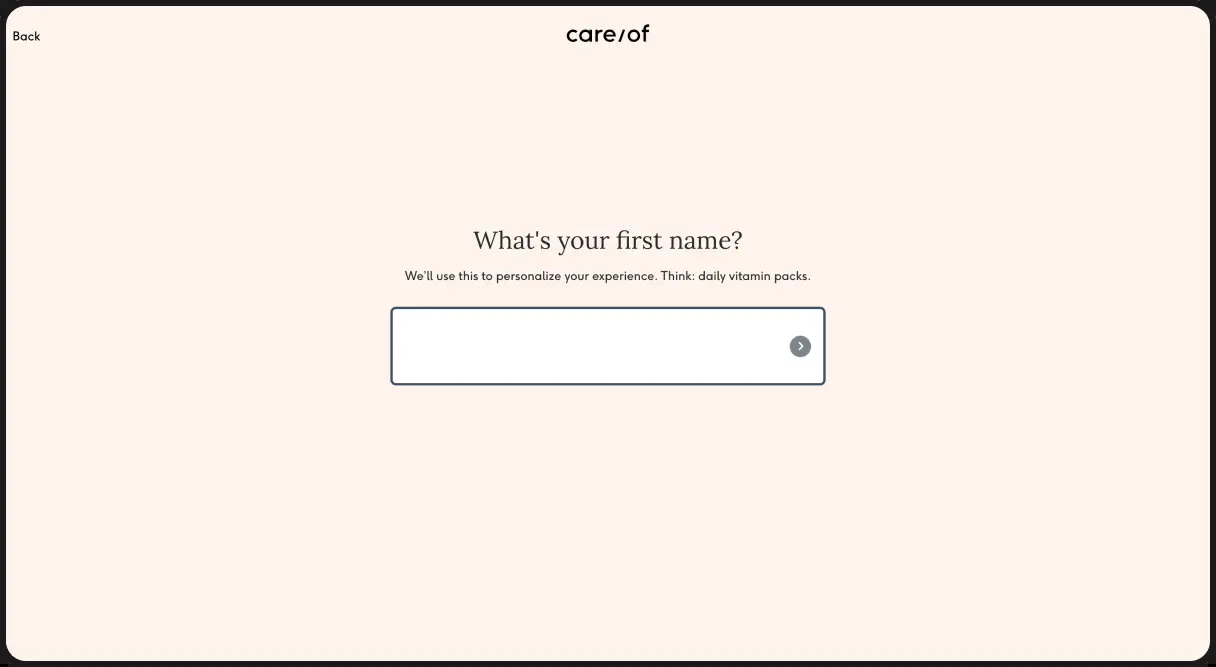 Back
care/of
What's your first name?
We'll use this to personalize your experience. Think: daily vitamin packs.